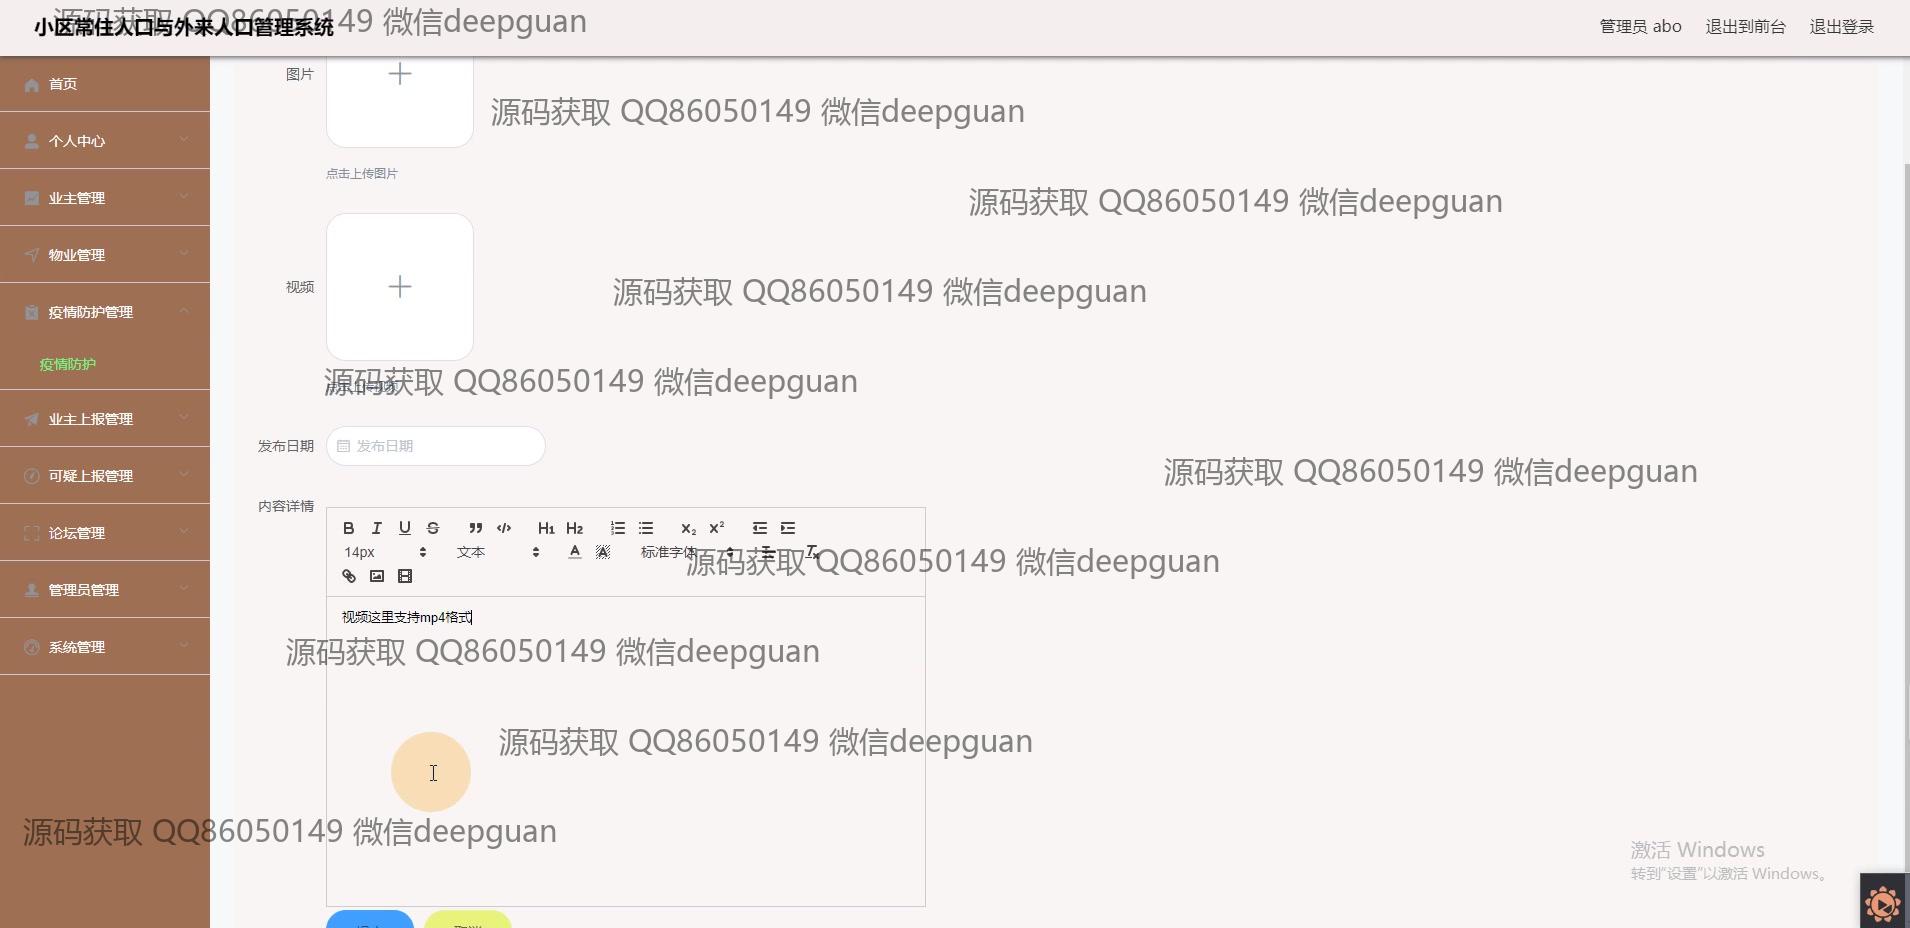 小区常住人口与外来人口管理系统
源码获取 QQ86050149 微信deepguan
管理员 abo
退出到前台
退出登录
首页
图片
源码获取 QQ86050149 微信deepguan
个人中心
点击上传图片
业主管理
源码获取 QQ86050149 微信deepguan
物业管理
视频
源码获取 QQ86050149 微信deepguan
疫情防护管理
疫情防护
点击上传视频
源码获取 QQ86050149 微信deepguan
业主上报管理
发布日期
发布日期
可疑上报管理
源码获取 QQ86050149 微信deepguan
内容详情
B I U S H1 H2 X2 X2
论坛管理
14px
文本
A A
标准字体
Tx
源码获取 QQ86050149 微信deepguan
管理员管理
视频这里支持mp4格式
系统管理
源码获取 QQ86050149 微信deepguan
源码获取 QQ86050149 微信deepguan
源码获取 QQ86050149 微信deepguan
激活 Windows
转到"设置"以激活 Windows。